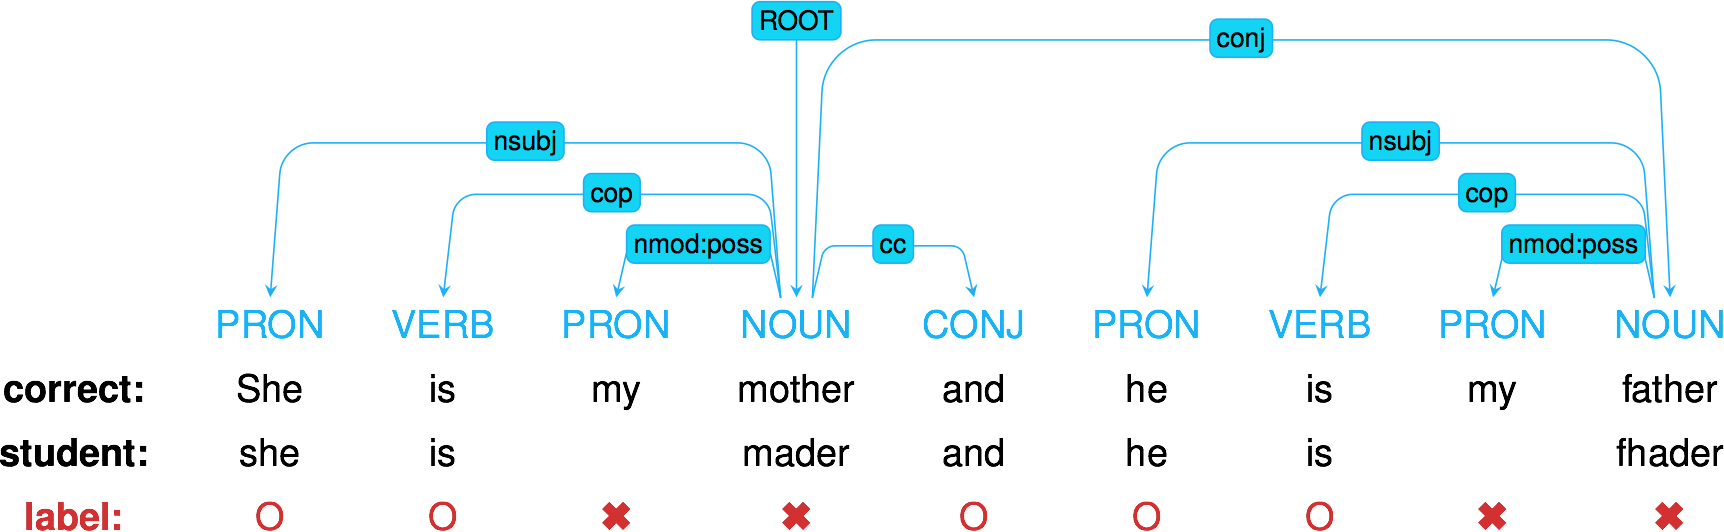 ROOT
conj
nsubj nsubj
cop cop
nmod:poss cc nmod:poss
PRON VERB PRON NOUN CONJ PRON VERB PRON NOUN
correct: She is my mother and he is my father
student: she is mader and he is fhader
label: O O ✖ ✖ O O O ✖ ✖